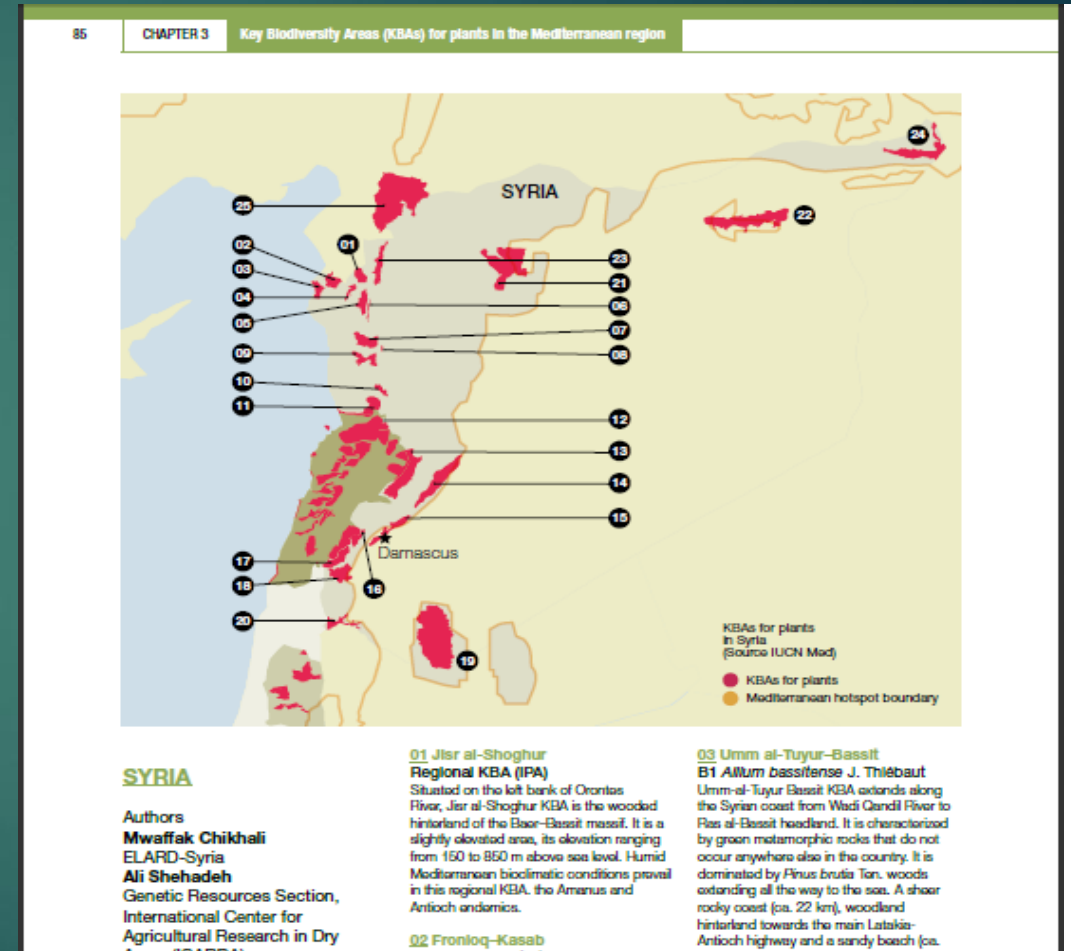 85
CHAPTER 3
Key Biodiversity Areas (KBAs) for plants in the Mediterranean region
24
SYRIA
22
25
02
01
03
23
21
04
06
05
07
09
08
10
11
12
13
14
15
Damascus
17
18
16
20
19
KBAs for plants
in Syria
(Source IUCN Med)
KBAs for plants
Mediterranean hotspot boundary
SYRIA
Authors
Mwaffak Chikhali
ELARD-Syria
Ali Shehadeh
Genetic Resources Section,
International Center for
Agricultural Research in Dry
01 Jisr al-Shoghur
Regional KBA (IPA)
Situated on the left bank of Orontes
River, Jisr al-Shoghur KBA is the wooded
hinterland of the Baer–Bassit massif. It is a
slightly elevated area, its elevation ranging
from 150 to 850 m above sea level. Humid
Mediterranean bioclimatic conditions prevail
in this regional KBA. the Amanus and
Antioch endemics.
02 Fronloq–Kasab
03 Umm al-Tuyur–Bassit
B1 Allium bassitense J. Thiébaut
Umm-al-Tuyur Bassit KBA extends along
the Syrian coast from Wadi Qandil River to
Ras al-Bassit headland. It is characterized
by green metamorphic rocks that do not
occur anywhere else in the country. It is
dominated by Pinus brutia Ten. woods
extending all the way to the sea. A sheer
rocky coast (ca. 22 km), woodland
hinterland towards the main Latakia-
Antioch highway and a sandy beach (ca.